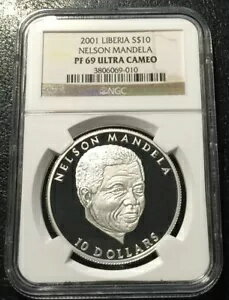 2001 LIBERIA S$10
NELSON MANDELA
PF 69 ULTRA CAMEO
3806069-010
NGC
NELSON MANDELA
10 DOLLARS